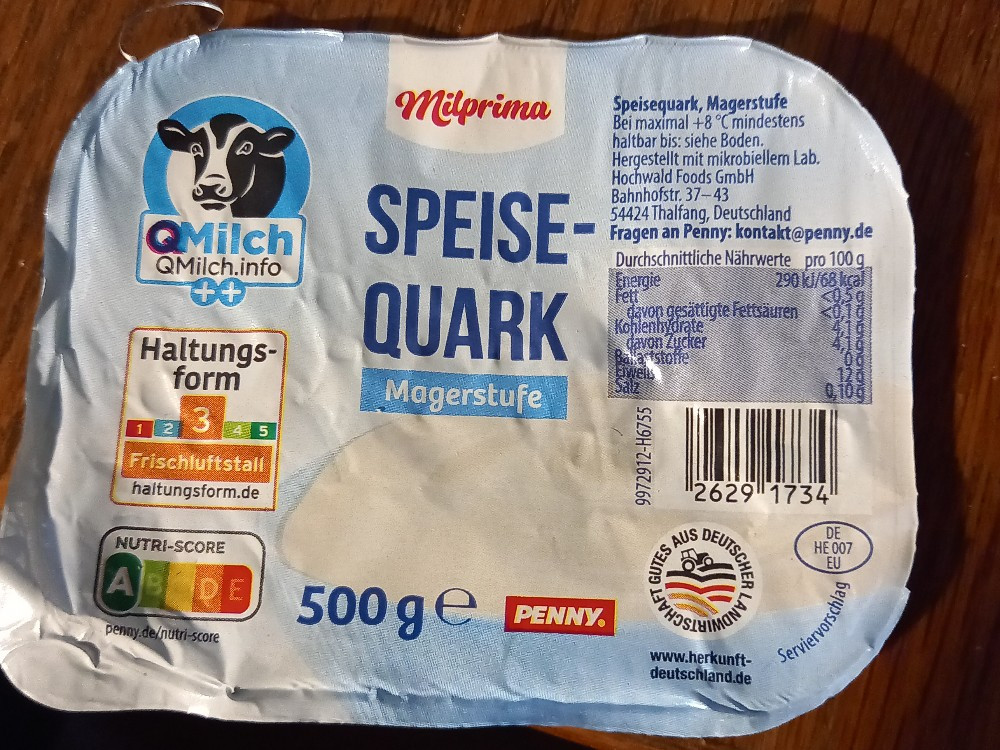 Milprima
SPEISE-
QUARK
Magerstufe
QMilch
QMilch.info
++
Haltungs-
form
1 2 3 4 5
Frischluftstall
haltungsform.de
NUTRI-SCORE
A B D E
penny.de/nutri-score
500 g e
PENNY.
Speisequark, Magerstufe
Bei maximal +8 °C mindestens
haltbar bis: siehe Boden.
Hergestellt mit mikrobiellem Lab.
Hochwald Foods GmbH
Bahnhofstr. 37–43
54424 Thalfang, Deutschland
Fragen an Penny: kontakt@penny.de
Durchschnittliche Nährwerte pro 100 g
Energie 290 kJ/68 kcal
Fett <0,5 g
davon gesättigte Fettsäuren <0,1 g
Kohlenhydrate 4,1 g
davon Zucker 4,1 g
Ballaststoffe 0 g
Eiweiß 12 g
Salz 0,10 g
9972912-H6755
2629 1734
GUTES AUS DEUTSCHER LANDWIRTSCHAFT
www.herkunft-
deutschland.de
DE
HE 007
EU
Serviervorschlag